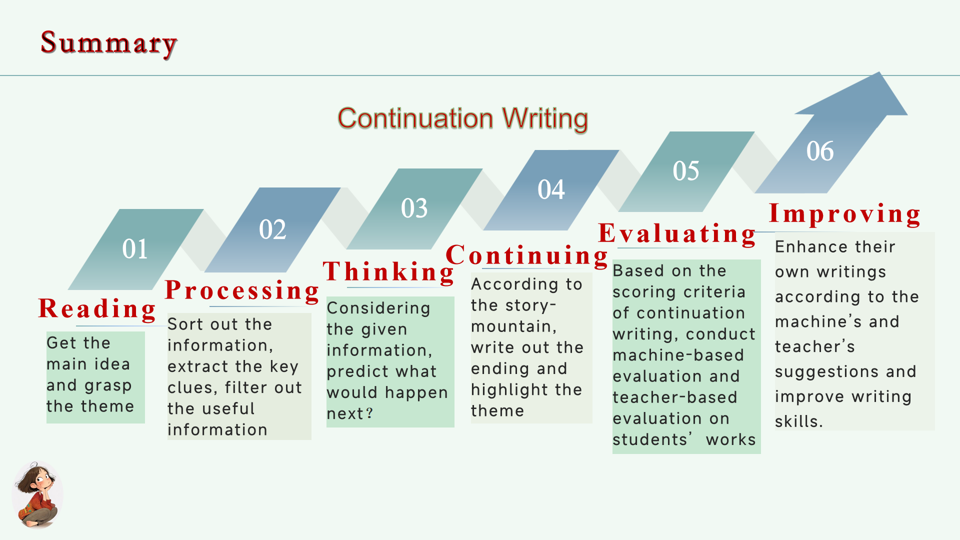 Summary
Continuation Writing
01
Reading
Get the
main idea
and grasp
the theme
02
Processing
Sort out the
information,
extract the key
clues, filter out
the useful
information
03
Thinking
Considering
the given
information,
predict what
would happen
next?
04
Continuing
According to
the story-
mountain,
write out the
ending and
highlight the
theme
05
Evaluating
Based on the
scoring criteria
of continuation
writing, conduct
machine-based
evaluation and
teacher-based
evaluation on
students’ works
06
Improving
Enhance their
own writings
according to the
machine’s and
teacher’s
suggestions and
improve writing
skills.